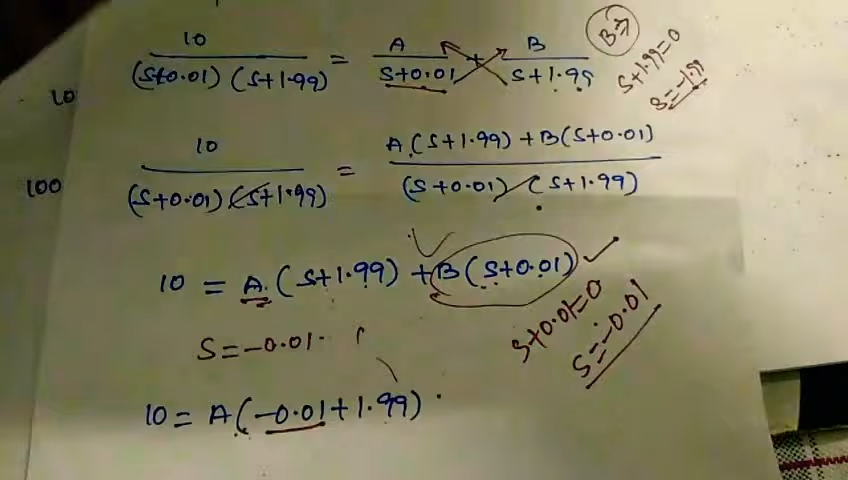 10 / (S+0.01) (S+1.99) = A / S+0.01 + B / S+1.99
B⇒
S+1.99=0
S=-1.99
10
10 / (S+0.01) (S+1.99) = A.(S+1.99) + B(S+0.01) / (S+0.01) (S+1.99)
100
10 = A.(S+1.99) + B(S+0.01)
S+0.01=0
S=-0.01
S=-0.01.
10 = A(-0.01+1.99).